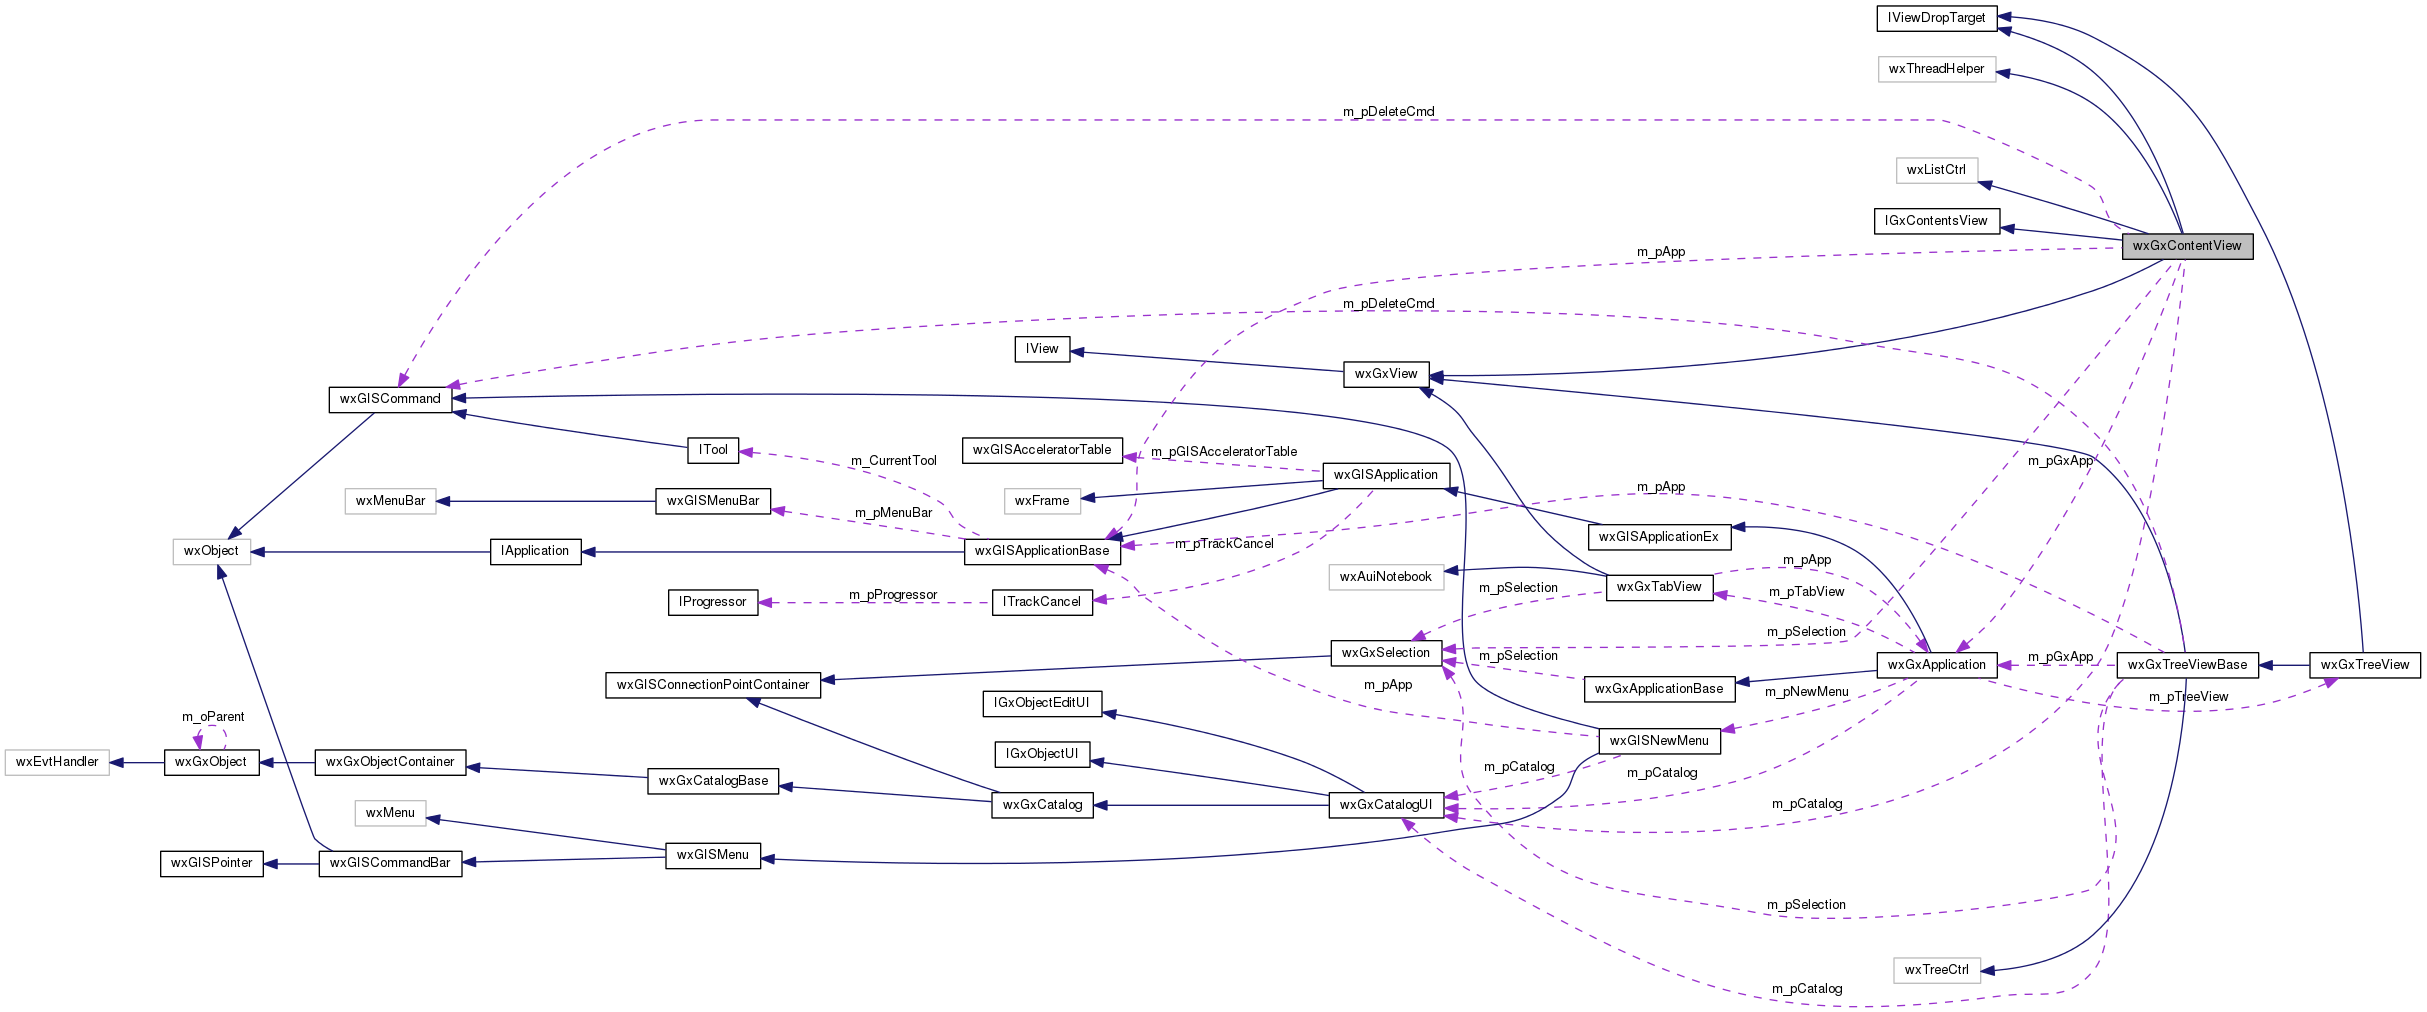 IViewDropTarget
wxThreadHelper
m_pDeleteCmd
wxListCtrl
IGxContentsView
wxGxContentView
m_pApp
m_pDeleteCmd
IView
wxGxView
wxGISCommand
ITool
wxGISAcceleratorTable
m_pGISAcceleratorTable
m_CurrentTool
m_pGxApp
wxGISApplication
m_pApp
wxMenuBar
wxGISMenuBar
wxFrame
m_pMenuBar
wxGISApplicationEx
wxObject
IApplication
wxGISApplicationBase
m_pTrackCancel
m_pApp
wxAuiNotebook
wxGxTabView
m_pSelection
m_pTabView
m_pProgressor
IProgressor
ITrackCancel
m_pSelection
wxGxSelection
m_pSelection
m_pGxApp
wxGxApplication
wxGxTreeViewBase
wxGxTreeView
wxGISConnectionPointContainer
m_pApp
wxGxApplicationBase
m_pNewMenu
m_pTreeView
IGxObjectEditUI
m_oParent
wxGISNewMenu
IGxObjectUI
wxEvtHandler
wxGxObject
wxGxObjectContainer
m_pCatalog
m_pCatalog
wxGxCatalogBase
wxGxCatalog
wxGxCatalogUI
m_pCatalog
wxMenu
wxGISMenu
wxGISPointer
wxGISCommandBar
m_pSelection
wxTreeCtrl
m_pCatalog